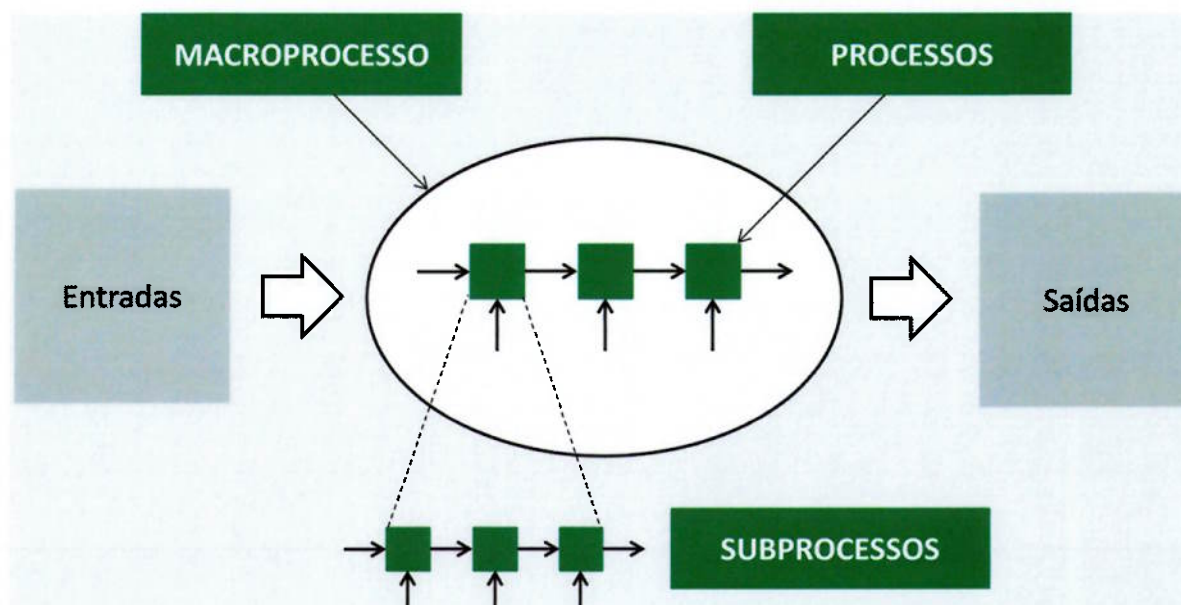 MACROPROCESSO
PROCESSOS
Entradas
Saídas
SUBPROCESSOS